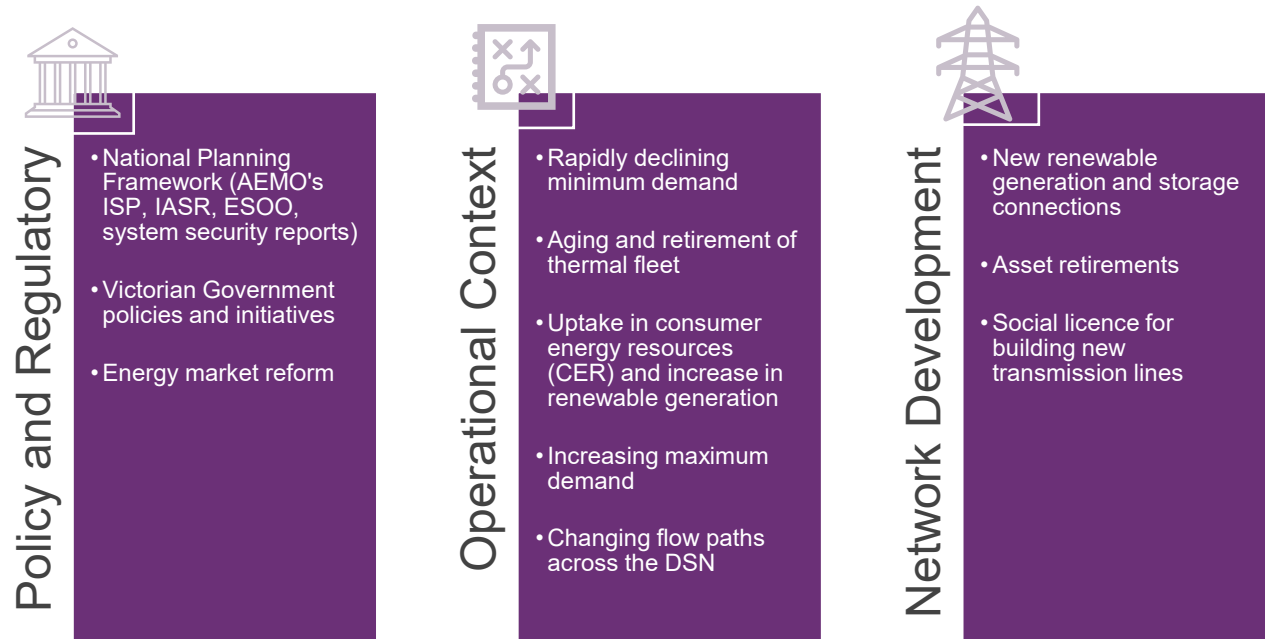 Policy and Regulatory
•National Planning
Framework (AEMO's
ISP, IASR, ESOO,
system security reports)
•Victorian Government
policies and initiatives
•Energy market reform
Operational Context
•Rapidly declining
minimum demand
•Aging and retirement of
thermal fleet
•Uptake in consumer
energy resources
(CER) and increase in
renewable generation
•Increasing maximum
demand
•Changing flow paths
across the DSN
Network Development
•New renewable
generation and storage
connections
•Asset retirements
•Social licence for
building new
transmission lines